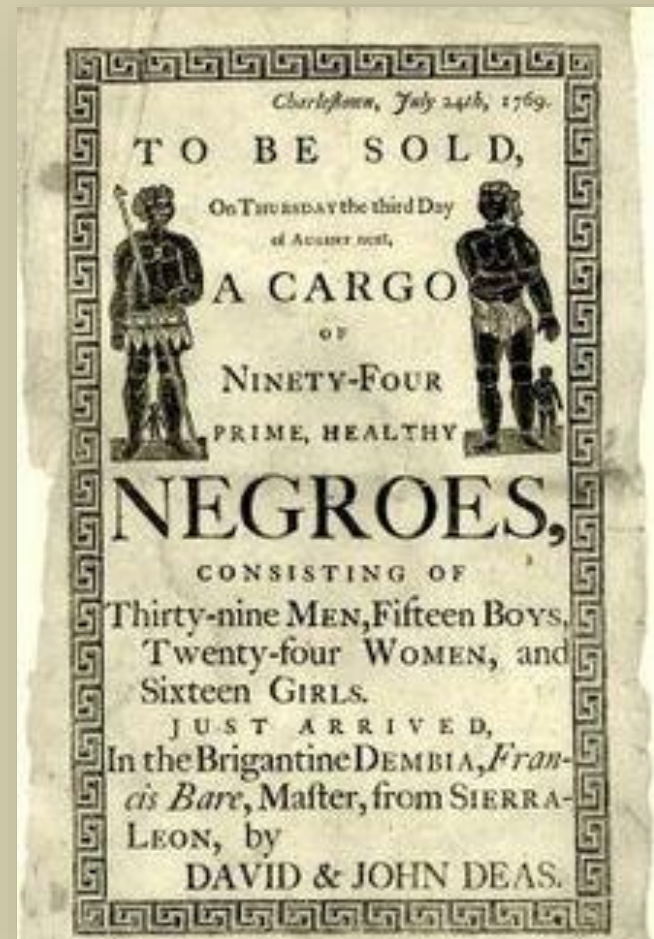 Charlestown, July 24th, 1769.
TO BE SOLD,
On THURSDAY the third Day
of AUGUST next,
A CARGO
OF
NINETY-FOUR
PRIME, HEALTHY
NEGROES,
CONSISTING OF
Thirty-nine MEN, Fifteen BOYS,
Twenty-four WOMEN, and
Sixteen GIRLS.
JUST ARRIVED,
In the Brigantine DEMBIA, Fran-
cis Bare, Master, from SIERRA-
LEON, by
DAVID & JOHN DEAS.